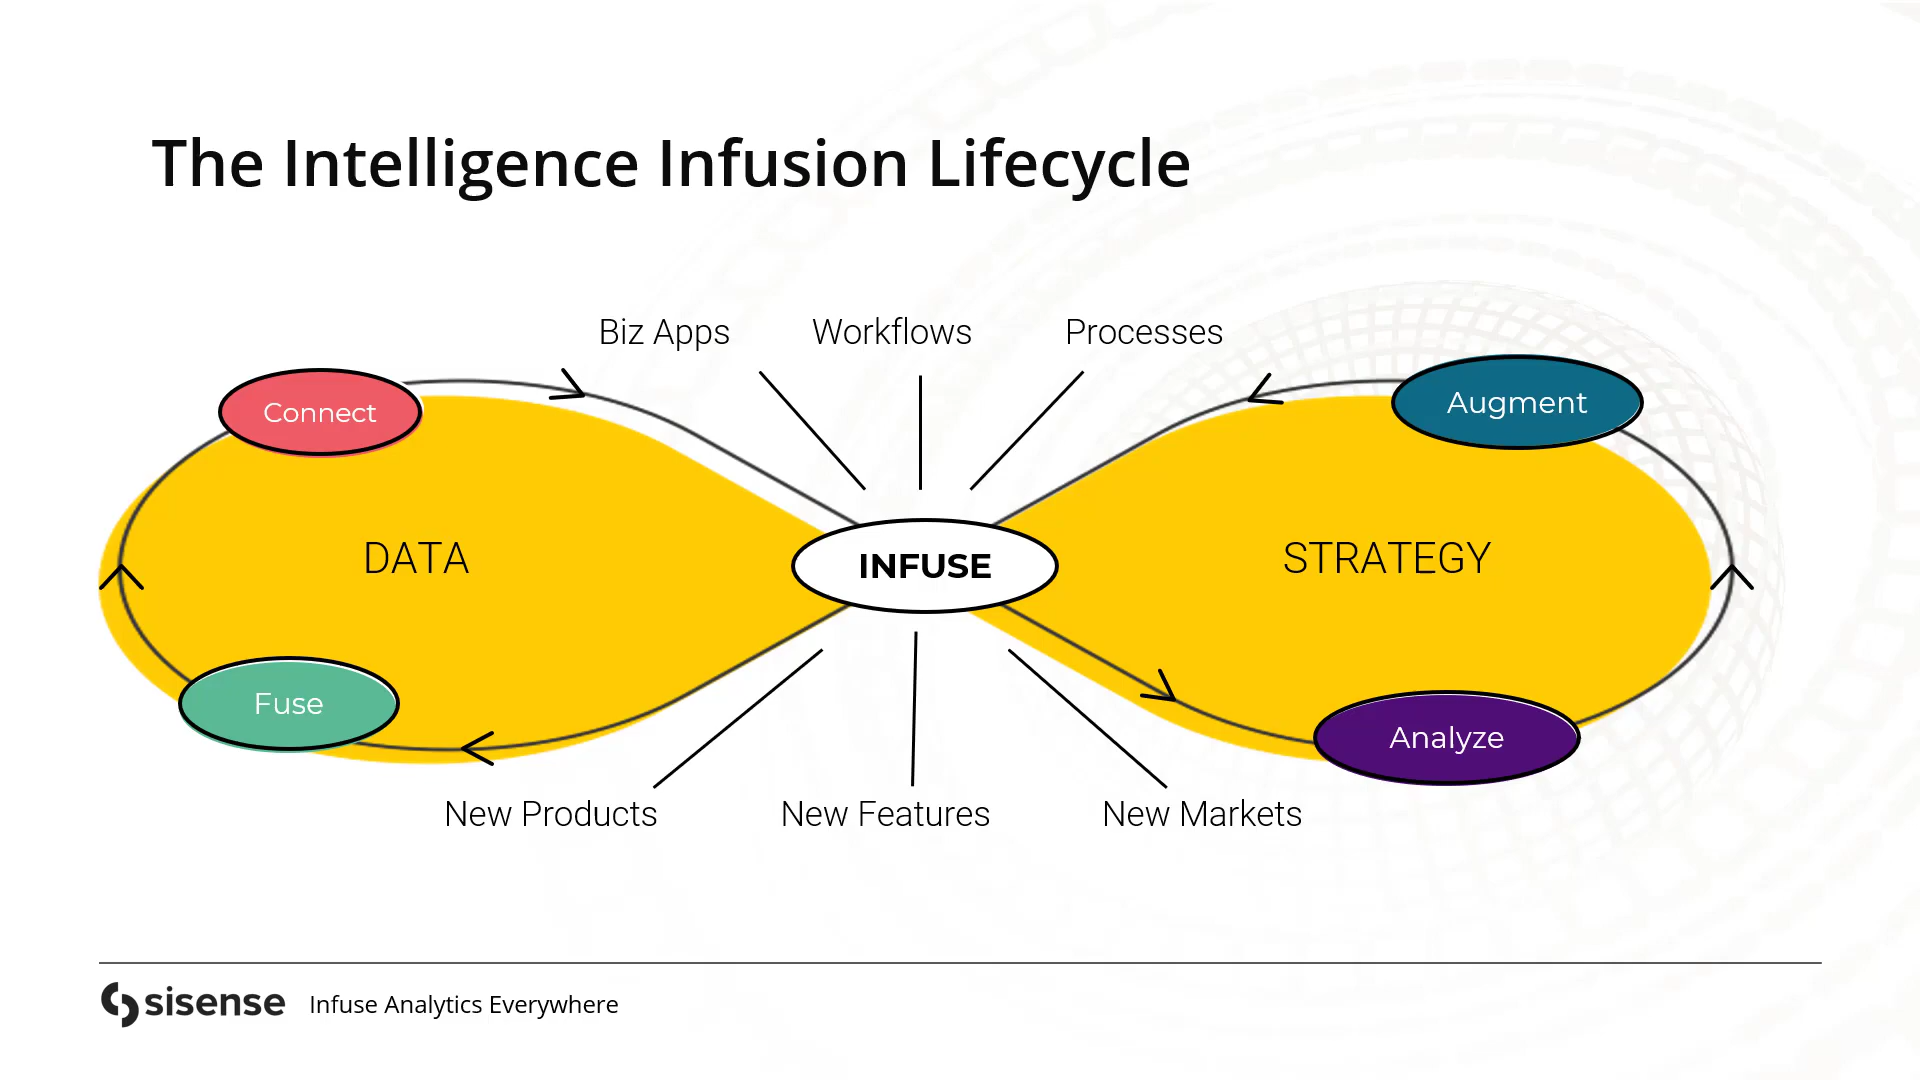 The Intelligence Infusion Lifecycle
Biz Apps
Workflows
Processes
Connect
Augment
DATA
INFUSE
STRATEGY
Fuse
Analyze
New Products
New Features
New Markets
sisense
Infuse Analytics Everywhere